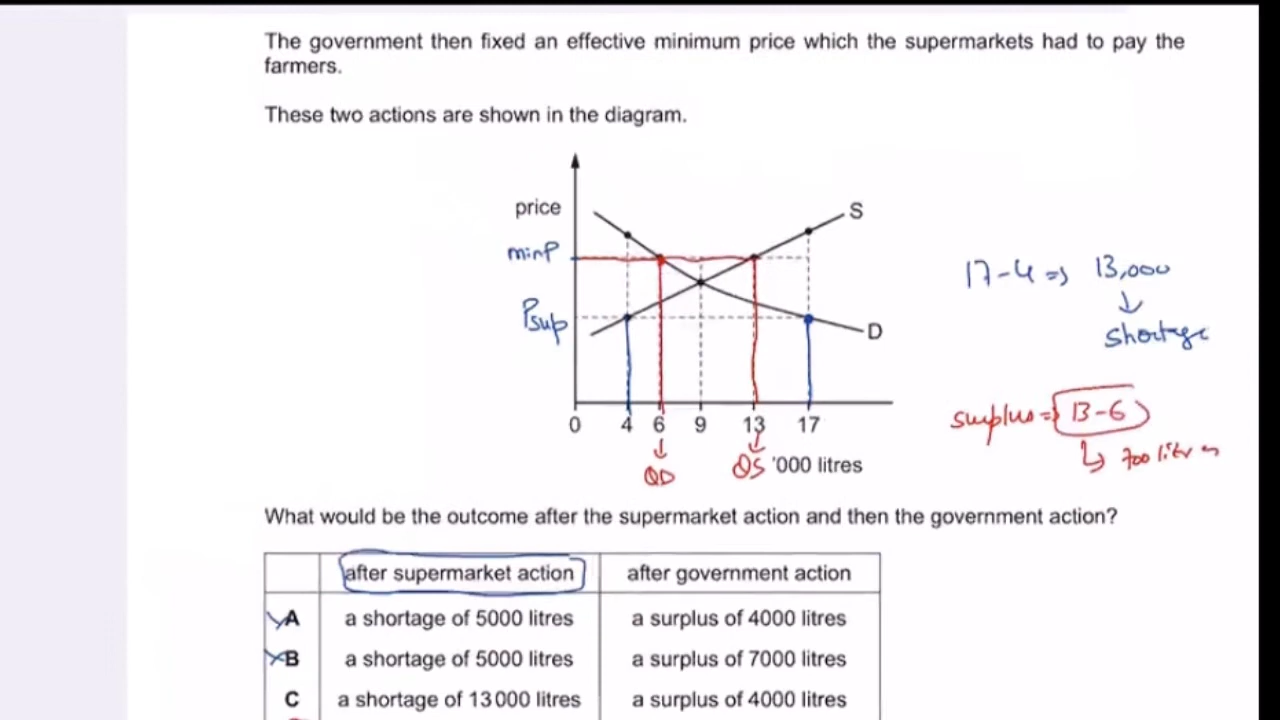 The government then fixed an effective minimum price which the supermarkets had to pay the
farmers.
These two actions are shown in the diagram.
price
S
minP
Psup
D
17-4 => 13,000
↓
shortage
surplus => 13-6
↳ 700 litres
0 4 6 9 13 17
↓ ↓
QD QS '000 litres
What would be the outcome after the supermarket action and then the government action?
after supermarket action after government action
A a shortage of 5000 litres a surplus of 4000 litres
B a shortage of 5000 litres a surplus of 7000 litres
C a shortage of 13 000 litres a surplus of 4000 litres